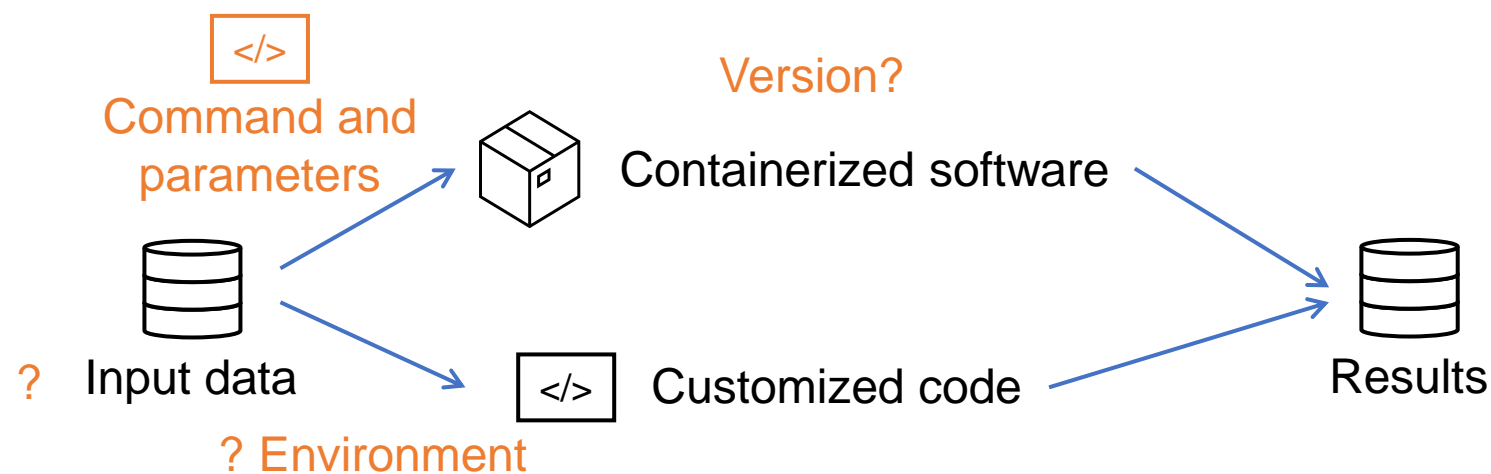 </>
Command and
parameters
Version?
Containerized software
? Input data
</> Customized code
Results
? Environment